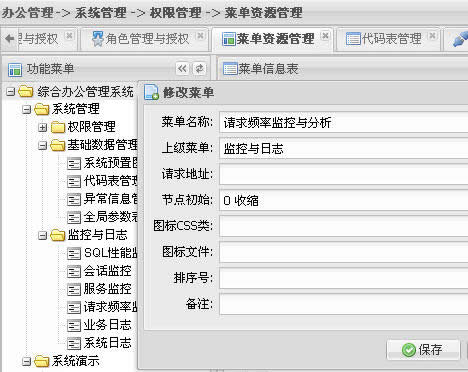 办公管理 -> 系统管理 -> 权限管理 -> 菜单资源管理
理与授权 角色管理与授权 菜单资源管理 代码表管理
功能菜单 菜单信息表
综合办公管理系统
系统管理
权限管理
基础数据管理
系统预置
代码表管理
异常信息管
全局参数表
监控与日志
SQL性能监
会话监控
服务监控
请求频率监
业务日志
系统日志
系统演示
修改菜单
菜单名称: 请求频率监控与分析
上级菜单: 监控与日志
请求地址:
节点初始: 0 收缩
图标CSS类:
图标文件:
排序号:
备注:
保存